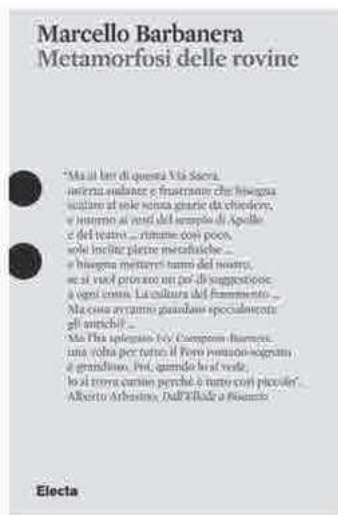 Marcello Barbanera
Metamorfosi delle rovine
"Ma al bar di questa Via Sacra,
inferta sudante e frustrante che bisogna
scalare al sole senza grazie da chiedere,
e intorno ai resti del tempio di Apollo
e del teatro ... rimane così poco,
solo inclite pietre metafisiche ...
e bisogna metterci tanto del nostro,
se si vuol provare un po' di suggestione
a ogni costo. La cultura del frammento ...
Ma cosa avranno guardato specialmente
gli antichi? ...
Ma l'ha spiegato Ivy Compton-Burnett,
una volta per tutte: il Foro romano sognato
è grandioso. Poi, quando lo si vede,
lo si trova carino perché è tutto così piccolo".
Alberto Arbasino, Dall'Ellade a Bisanzio
Electa